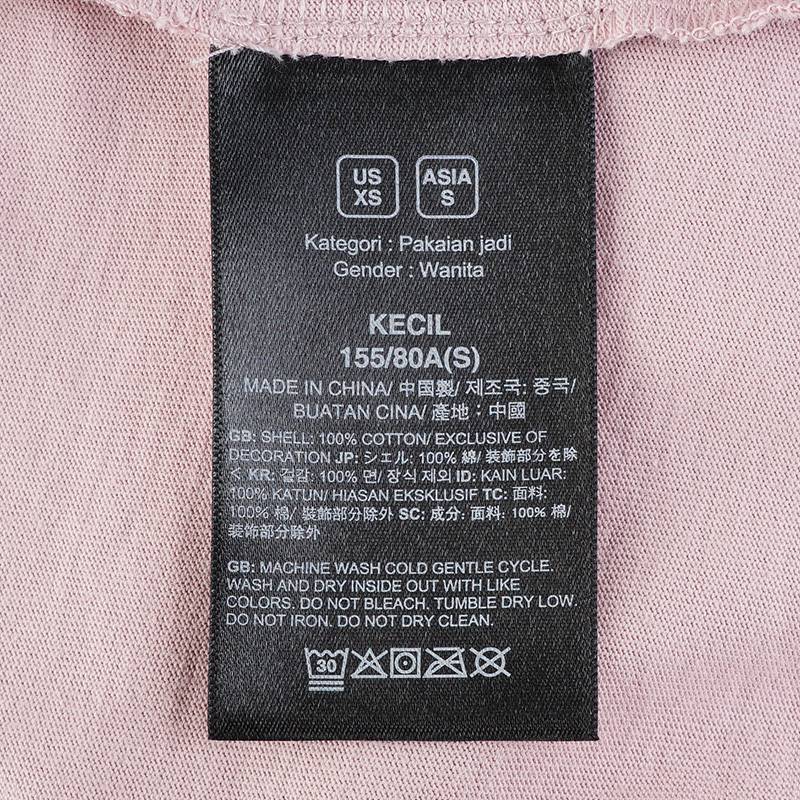 US
XS
ASIA
S
Kategori : Pakaian jadi
Gender : Wanita
KECIL
155/80A(S)
MADE IN CHINA/ 中国製/ 제조국: 중국/
BUATAN CINA/ 產地：中國
GB: SHELL: 100% COTTON/ EXCLUSIVE OF
DECORATION JP: シェル: 100% 綿/ 装飾部分を除
く KR: 겉감: 100% 면/ 장식 제외 ID: KAIN LUAR:
100% KATUN/ HIASAN EKSKLUSIF TC: 面料:
100% 棉/ 裝飾部分除外 SC: 成分: 面料: 100% 棉/
装飾部分除外
GB: MACHINE WASH COLD GENTLE CYCLE.
WASH AND DRY INSIDE OUT WITH LIKE
COLORS. DO NOT BLEACH. TUMBLE DRY LOW.
DO NOT IRON. DO NOT DRY CLEAN.
30